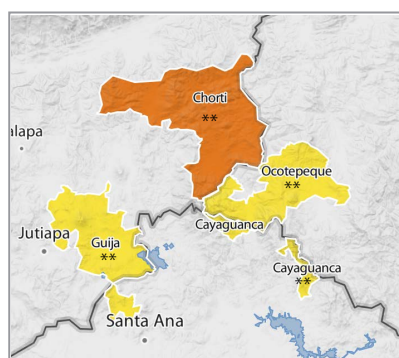 Chorti
**
alapa
Ocotepeque
**
Cayaguanca
Jutiapa
Guija
**
Cayaguanca
**
Santa Ana